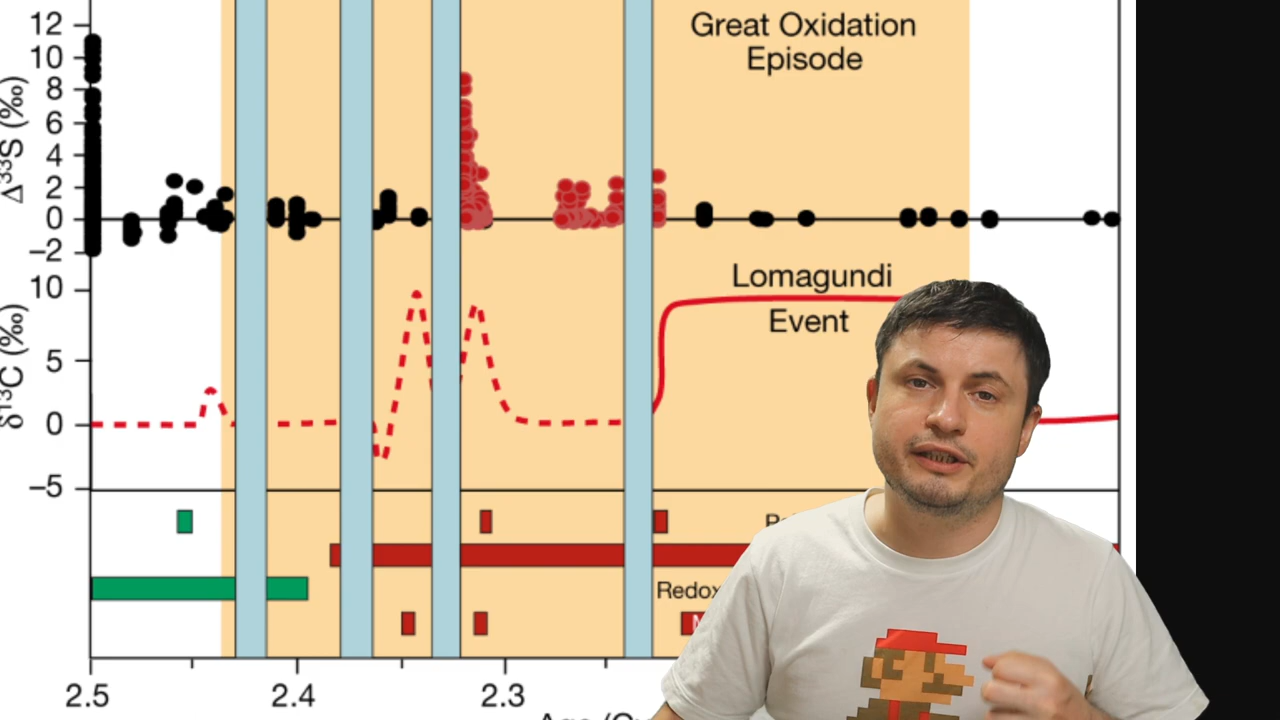 Great Oxidation
Episode
12
10
8
6
4
2
0
−2
Δ³³S (‰)
Lomagundi
Event
10
5
0
−5
δ¹³C (‰)
Redox
2.5
2.4
2.3
Age